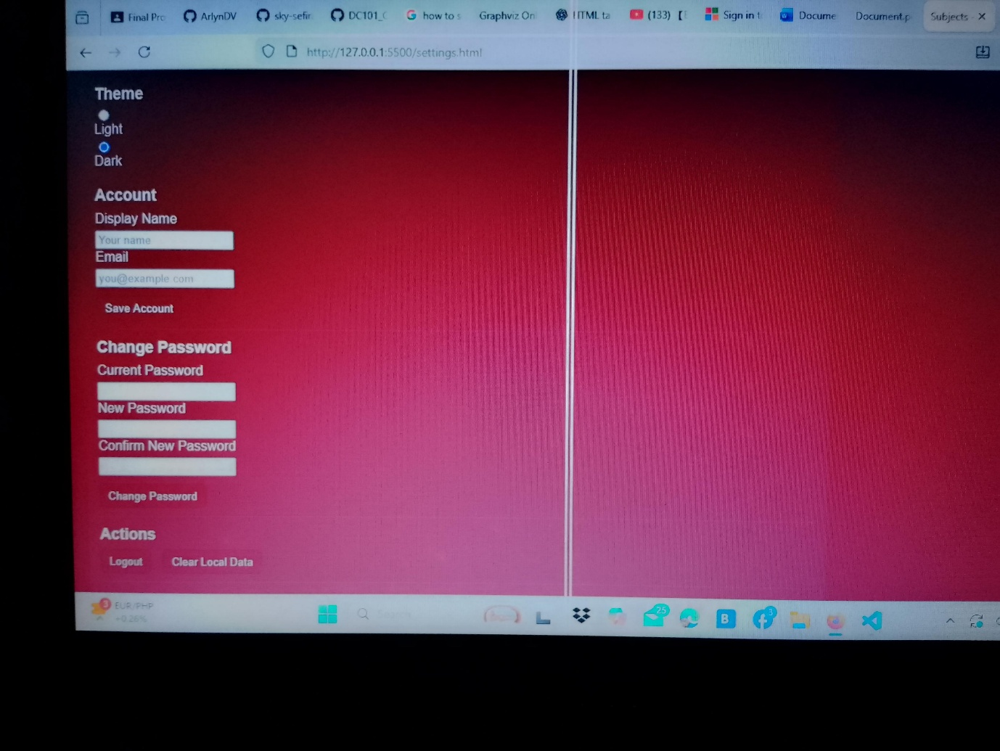 Final Pro
ArlynDV
sky-sefir
DC101_C
how to s
Graphviz On
HTML ta
(133)
Sign in t
Docume
Document.p
Subjects
http://127.0.0.1:5500/settings.html
Theme
Light
Dark
Account
Display Name
Your name
Email
you@example.com
Save Account
Change Password
Current Password
New Password
Confirm New Password
Change Password
Actions
Logout
Clear Local Data
3
EUR/PHP
+0.26%
Search
25
B
3